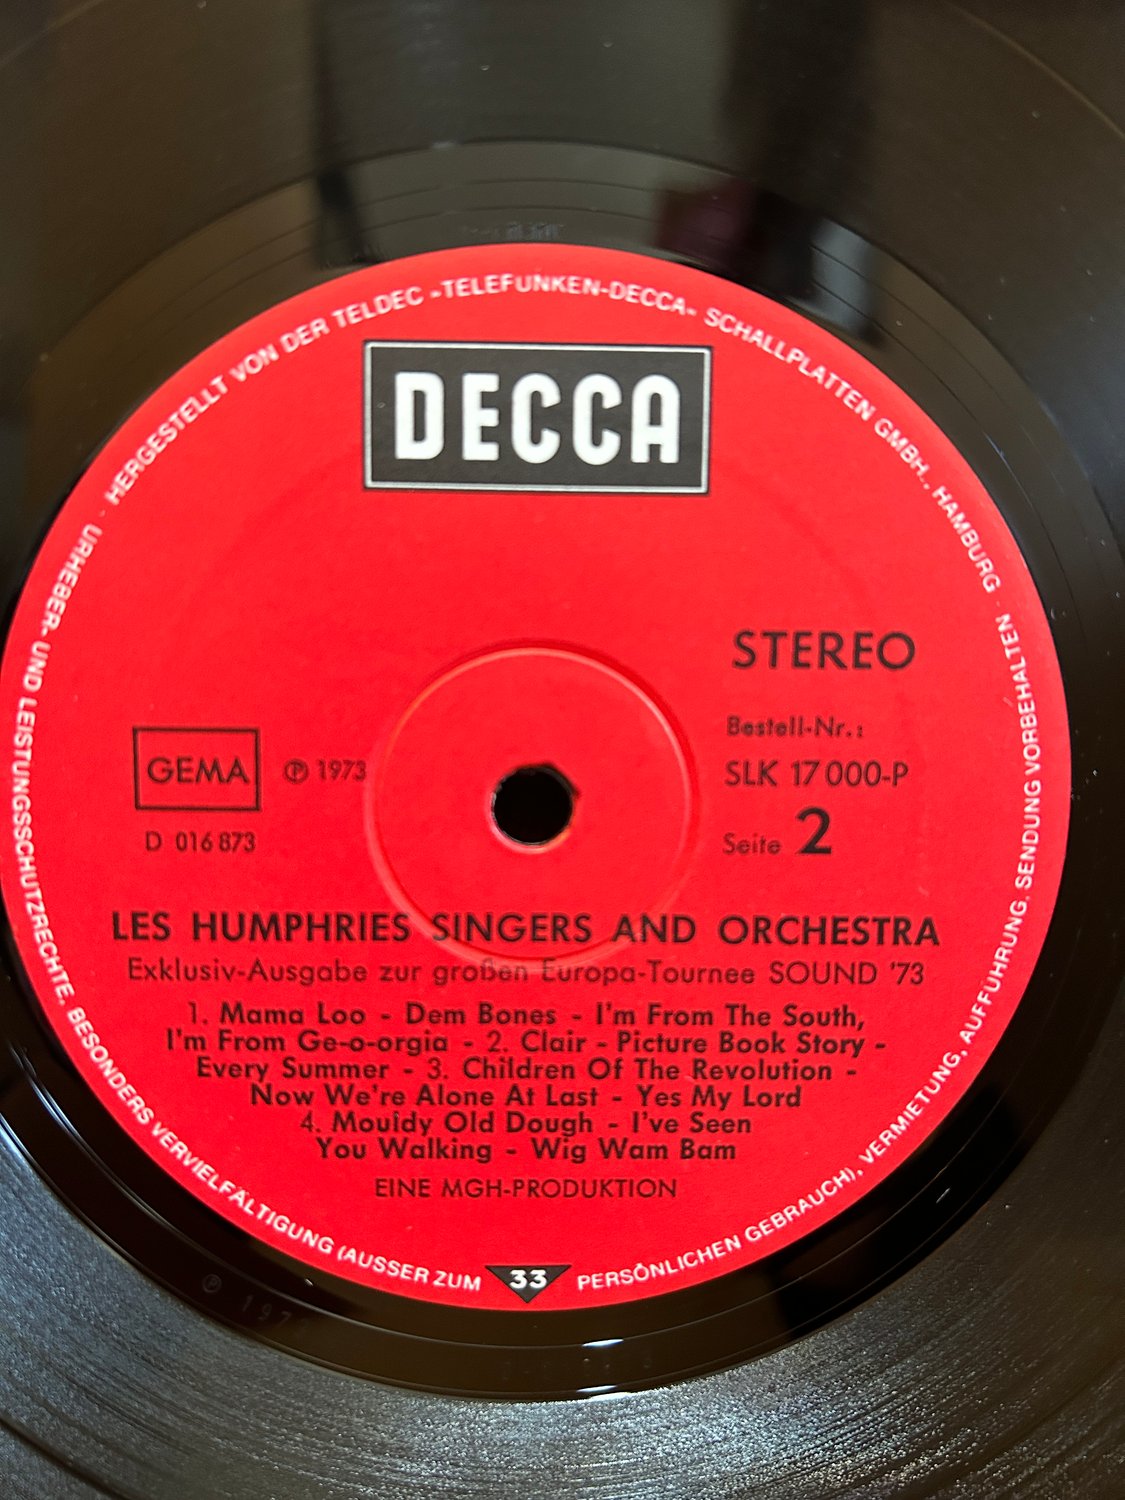 HERGESTELLT VON DER TELDEC »TELEFUNKEN-DECCA« SCHALLPLATTEN GMBH., HAMBURG ·
URHEBER- UND LEISTUNGSSCHUTZRECHTE, BESONDERS VERVIELFÄLTIGUNG (AUSSER ZUM
PERSÖNLICHEN GEBRAUCH), VERMIETUNG, AUFFÜHRUNG, SENDUNG VORBEHALTEN
DECCA
STEREO
Bestell-Nr.:
SLK 17 000-P
Seite 2
GEMA
℗ 1973
D 016 873
LES HUMPHRIES SINGERS AND ORCHESTRA
Exklusiv-Ausgabe zur großen Europa-Tournee SOUND '73
1. Mama Loo - Dem Bones - I'm From The South,
I'm From Ge-o-orgia - 2. Clair - Picture Book Story -
Every Summer - 3. Children Of The Revolution -
Now We're Alone At Last - Yes My Lord
4. Mouldy Old Dough - I've Seen
You Walking - Wig Wam Bam
EINE MGH-PRODUKTION
33